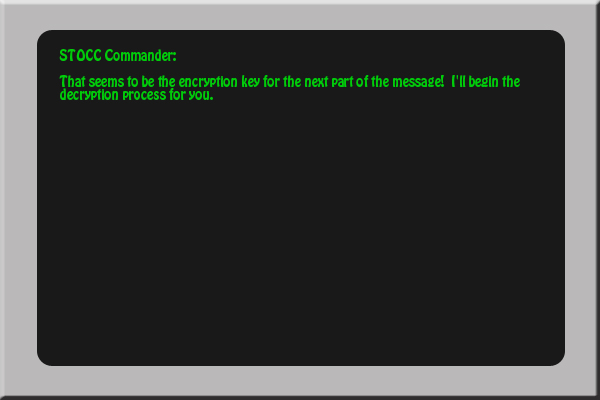 STOCC Commander:
That seems to be the encryption key for the next part of the message!  I'll begin the
decryption process for you.